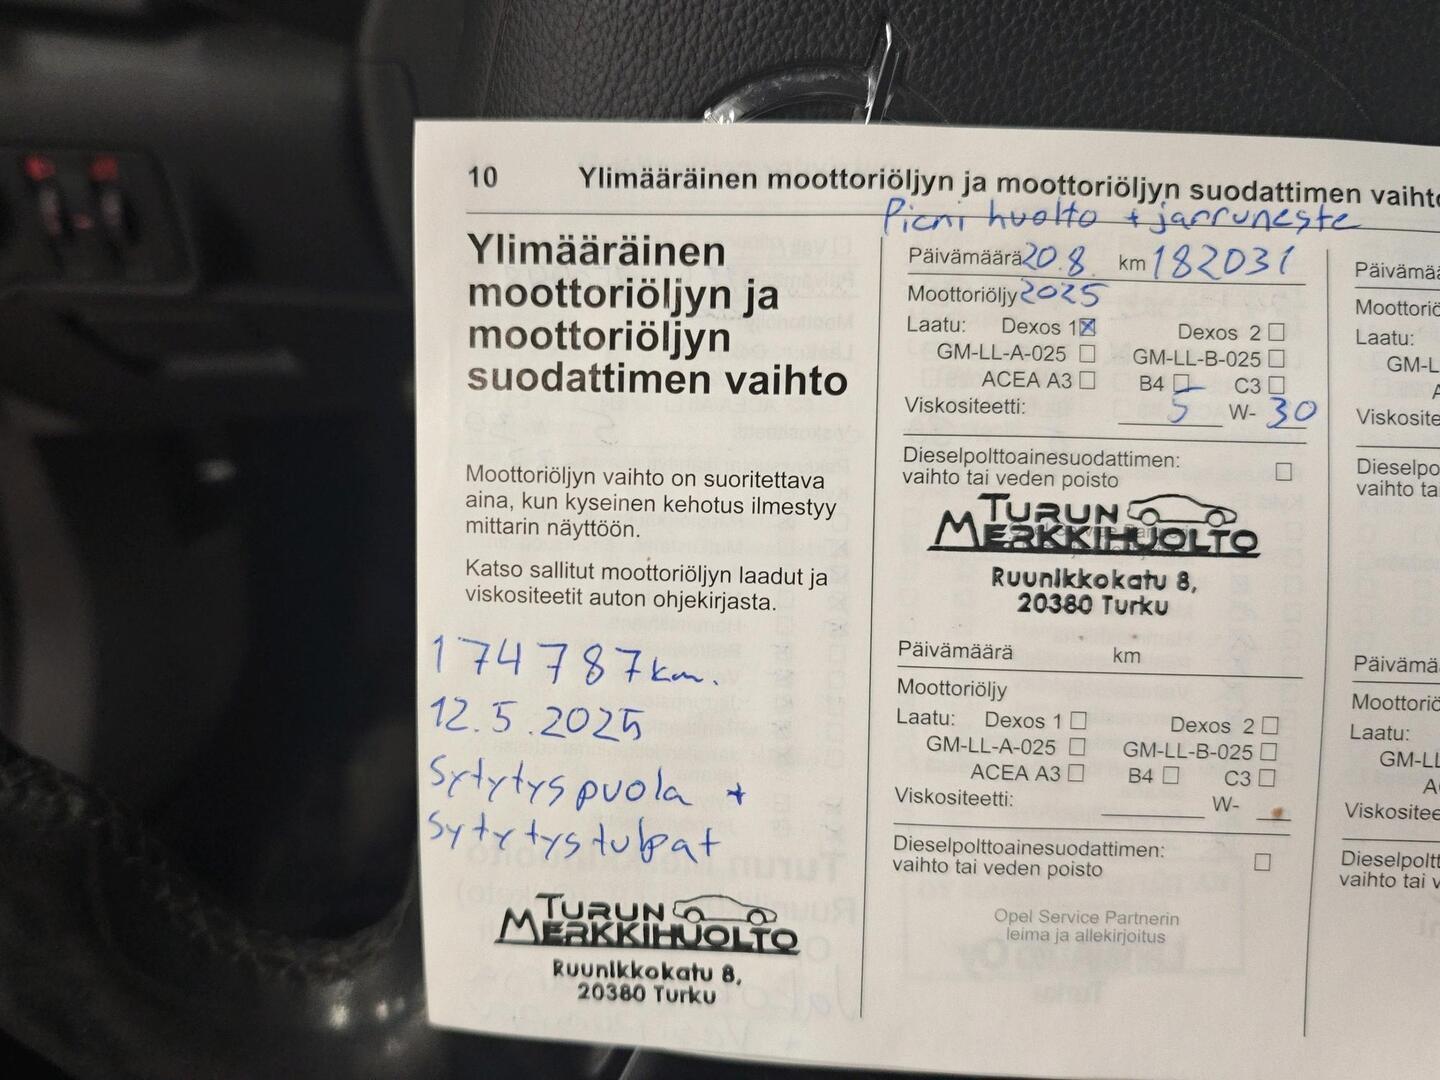 10
Ylimääräinen moottoriöljyn ja moottoriöljyn suodattimen vaihto
Ylimääräinen
moottoriöljyn ja
moottoriöljyn
suodattimen vaihto
Moottoriöljyn vaihto on suoritettava
aina, kun kyseinen kehotus ilmestyy
mittarin näyttöön.
Katso sallitut moottoriöljyn laadut ja
viskositeetit auton ohjekirjasta.
174787 km.
12.5.2025
Sytytyspuola +
sytytystulpat
TURUN
MERKKIHUOLTO
Ruunikkokatu 8,
20380 Turku
Pieni huolto + jarruneste
Päivämäärä 20.8. km 182031
Moottoriöljy 2025
Laatu: Dexos 1 Dexos 2
GM-LL-A-025 GM-LL-B-025
ACEA A3 B4 C3
Viskositeetti: 5 W- 30
Dieselpolttoainesuodattimen:
vaihto tai veden poisto
TURUN
MERKKIHUOLTO
Ruunikkokatu 8,
20380 Turku
Päivämäärä km
Moottoriöljy
Laatu: Dexos 1 Dexos 2
GM-LL-A-025 GM-LL-B-025
ACEA A3 B4 C3
Viskositeetti: W-
Dieselpolttoainesuodattimen:
vaihto tai veden poisto
Opel Service Partnerin
leima ja allekirjoitus
Laatu:
vaihto
Laatu: